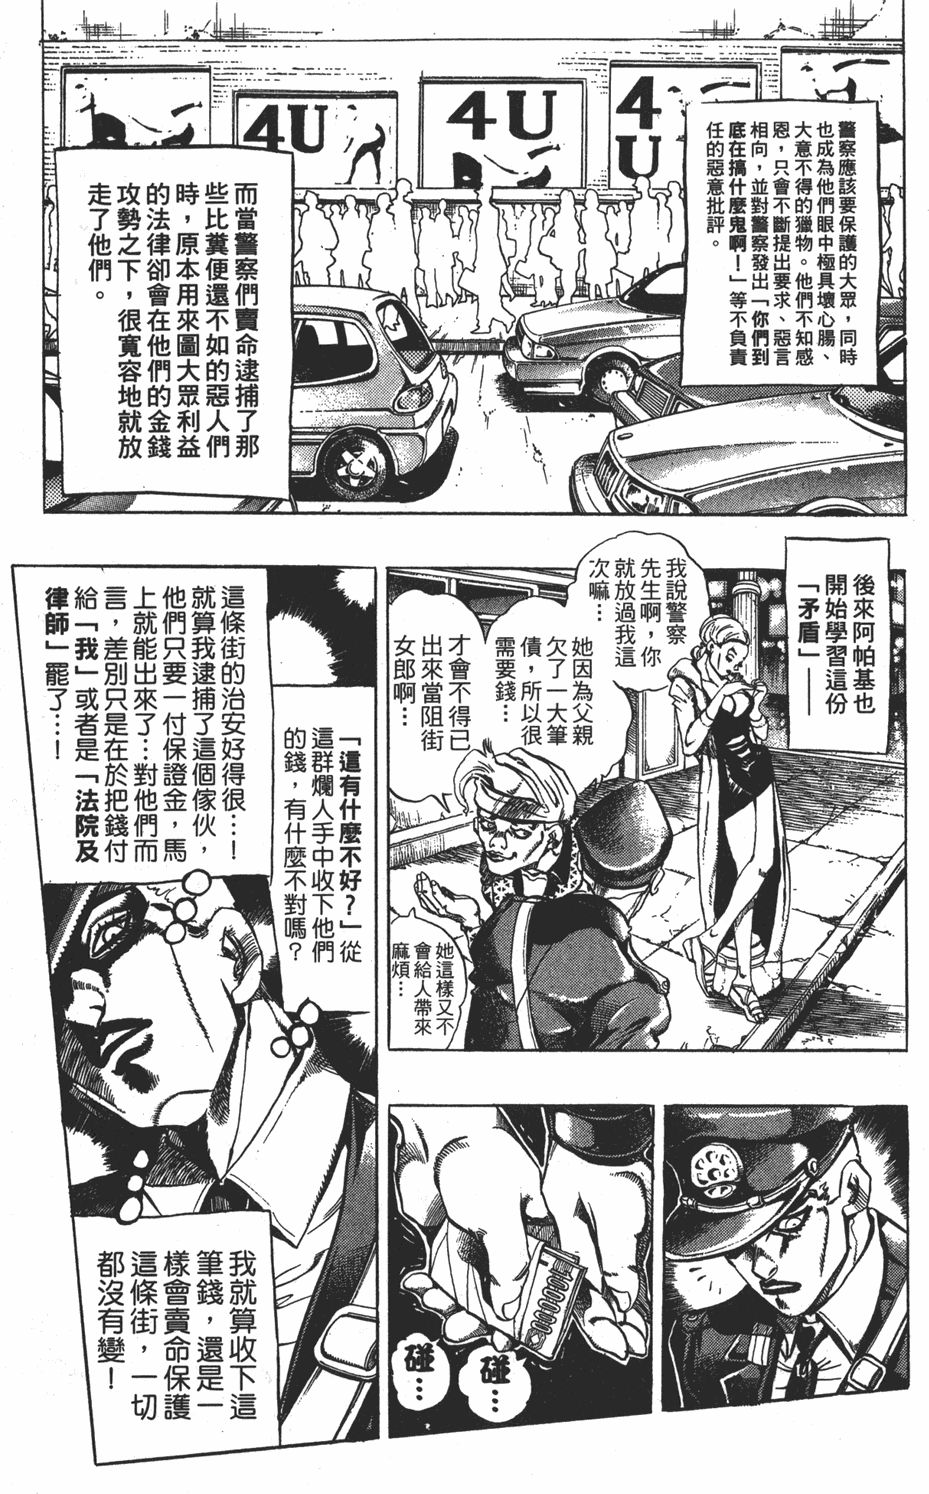 警察應該要保護的大眾，同時
也成為他們眼中極具壞心腸、
大意不得的獵物。他們不知感
恩，只會不斷提出要求、惡言
相向，並對警察發出「你們到
底在搞什麼鬼啊！」等不負責
任的惡意批評。
4U
4U
4
U
而當警察們賣命逮捕了那
些比糞便還不如的惡人們
時，原本用來圖大眾利益
的法律卻會在他們的金錢
攻勢之下，很寬容地就放
走了他們。
後來阿帕基也
開始學習這份
「矛盾」——
我說警察
先生啊，你
就放過我這
次嘛…
她因為父親
欠了一大筆
債，所以很
需要錢…
才會不得已
出來當阻街
女郎啊…
她這樣又不
會給人帶來
麻煩…
碰…
碰…
「這有什麼不好？」從
這群爛人手中收下他們
的錢，有什麼不對嗎？
這條街的治安好得很…！
就算我逮捕了這個傢伙，
他們只要一付保證金，馬
上就能出來了…對他們而
言，差別只是在於把錢付
給「我」或者是「法院及
律師」罷了…！
我就算收下這
筆錢，還是一
樣會賣命保護
這條街，一切
都沒有變！